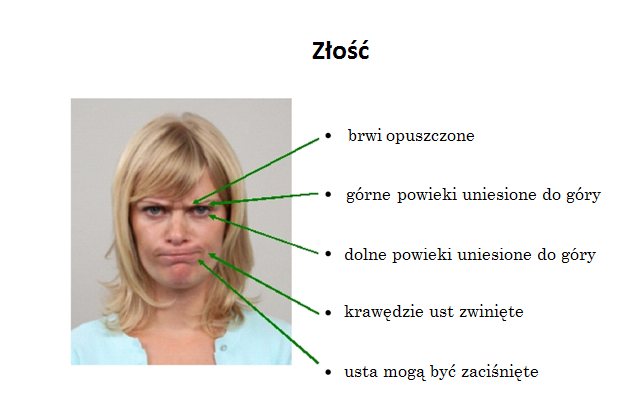 Złość
• brwi opuszczone
• górne powieki uniesione do góry
• dolne powieki uniesione do góry
• krawędzie ust zwinięte
• usta mogą być zaciśnięte